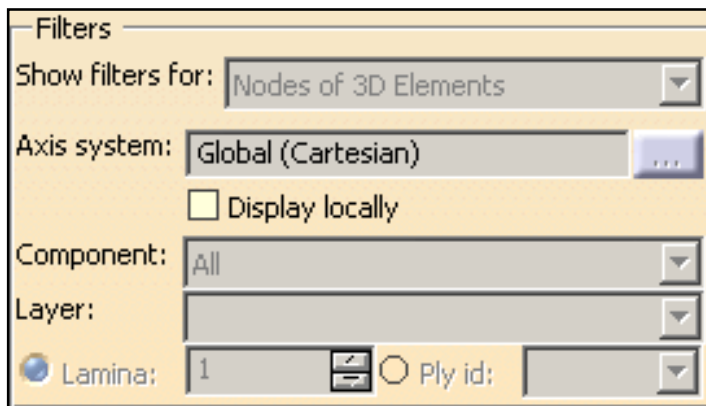 Filters
Show filters for: Nodes of 3D Elements
Axis system: Global (Cartesian) ...
Display locally
Component: All
Layer:
Lamina: 1 Ply id: